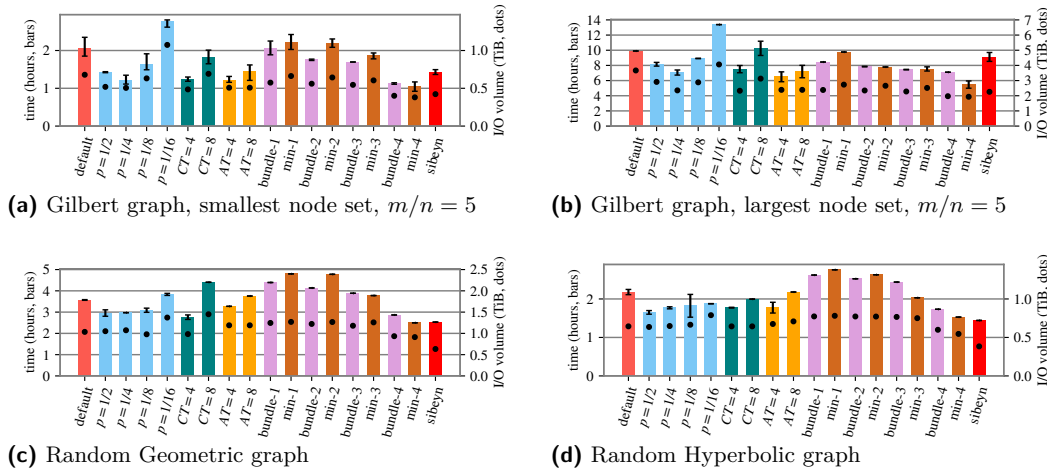 time (hours, bars)
0
1
2
0.0
0.5
1.0
I/O volume (TiB, dots)
default
p = 1/2
p = 1/4
p = 1/8
p = 1/16
CT = 4
CT = 8
AT = 4
AT = 8
bundle-1
min-1
bundle-2
min-2
bundle-3
min-3
bundle-4
min-4
sibeyn
(a) Gilbert graph, smallest node set, m/n = 5
time (hours, bars)
0
2
4
6
8
10
12
14
0
1
2
3
4
5
6
7
I/O volume (TiB, dots)
default
p = 1/2
p = 1/4
p = 1/8
p = 1/16
CT = 4
CT = 8
AT = 4
AT = 8
bundle-1
min-1
bundle-2
min-2
bundle-3
min-3
bundle-4
min-4
sibeyn
(b) Gilbert graph, largest node set, m/n = 5
time (hours, bars)
0
1
2
3
4
5
0.0
0.5
1.0
1.5
2.0
2.5
I/O volume (TiB, dots)
default
p = 1/2
p = 1/4
p = 1/8
p = 1/16
CT = 4
CT = 8
AT = 4
AT = 8
bundle-1
min-1
bundle-2
min-2
bundle-3
min-3
bundle-4
min-4
sibeyn
(c) Random Geometric graph
time (hours, bars)
0
1
2
0.0
0.5
1.0
I/O volume (TiB, dots)
default
p = 1/2
p = 1/4
p = 1/8
p = 1/16
CT = 4
CT = 8
AT = 4
AT = 8
bundle-1
min-1
bundle-2
min-2
bundle-3
min-3
bundle-4
min-4
sibeyn
(d) Random Hyperbolic graph